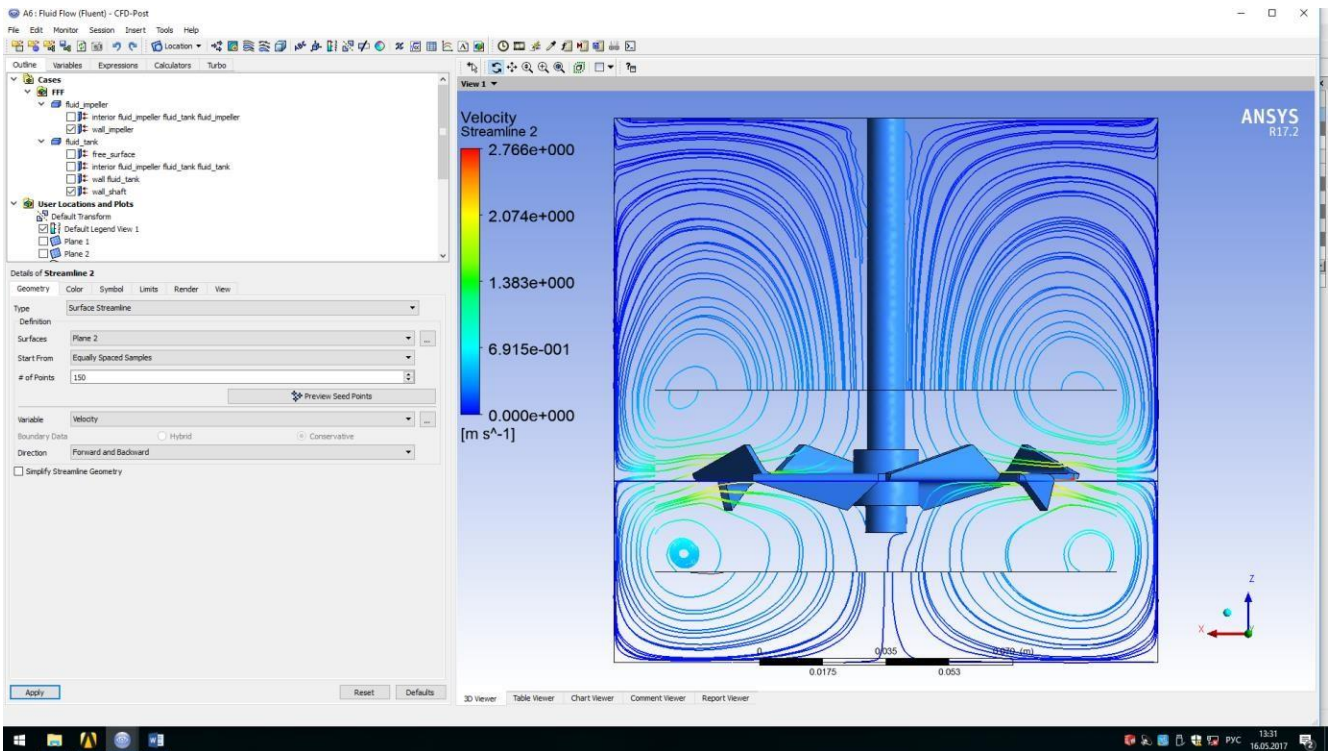 A6 : Fluid Flow (Fluent) - CFD-Post
File Edit Monitor Session Insert Tools Help
Location
Outline Variables Expressions Calculators Turbo
Cases
FFF
fluid_impeller
interior fluid_impeller fluid_tank fluid_impeller
wall_impeller
fluid_tank
free_surface
interior fluid_impeller fluid_tank fluid_tank
wall fluid_tank
wall_shaft
User Locations and Plots
Default Transform
Default Legend View 1
Plane 1
Plane 2
Details of Streamline 2
Geometry Color Symbol Limits Render View
Type Surface Streamline
Definition
Surfaces Plane 2 ...
Start From Equally Spaced Samples
# of Points 150
Preview Seed Points
Variable Velocity ...
Boundary Data Hybrid Conservative
Direction Forward and Backward
Simplify Streamline Geometry
Apply Reset Defaults
View 1
Velocity
Streamline 2
2.766e+000
2.074e+000
1.383e+000
6.915e-001
0.000e+000
[m s^-1]
ANSYS
R17.2
Z
X
Y
0 0.035 0.070 (m)
0.0175 0.053
3D Viewer Table Viewer Chart Viewer Comment Viewer Report Viewer
РУС
13:31
16.05.2017